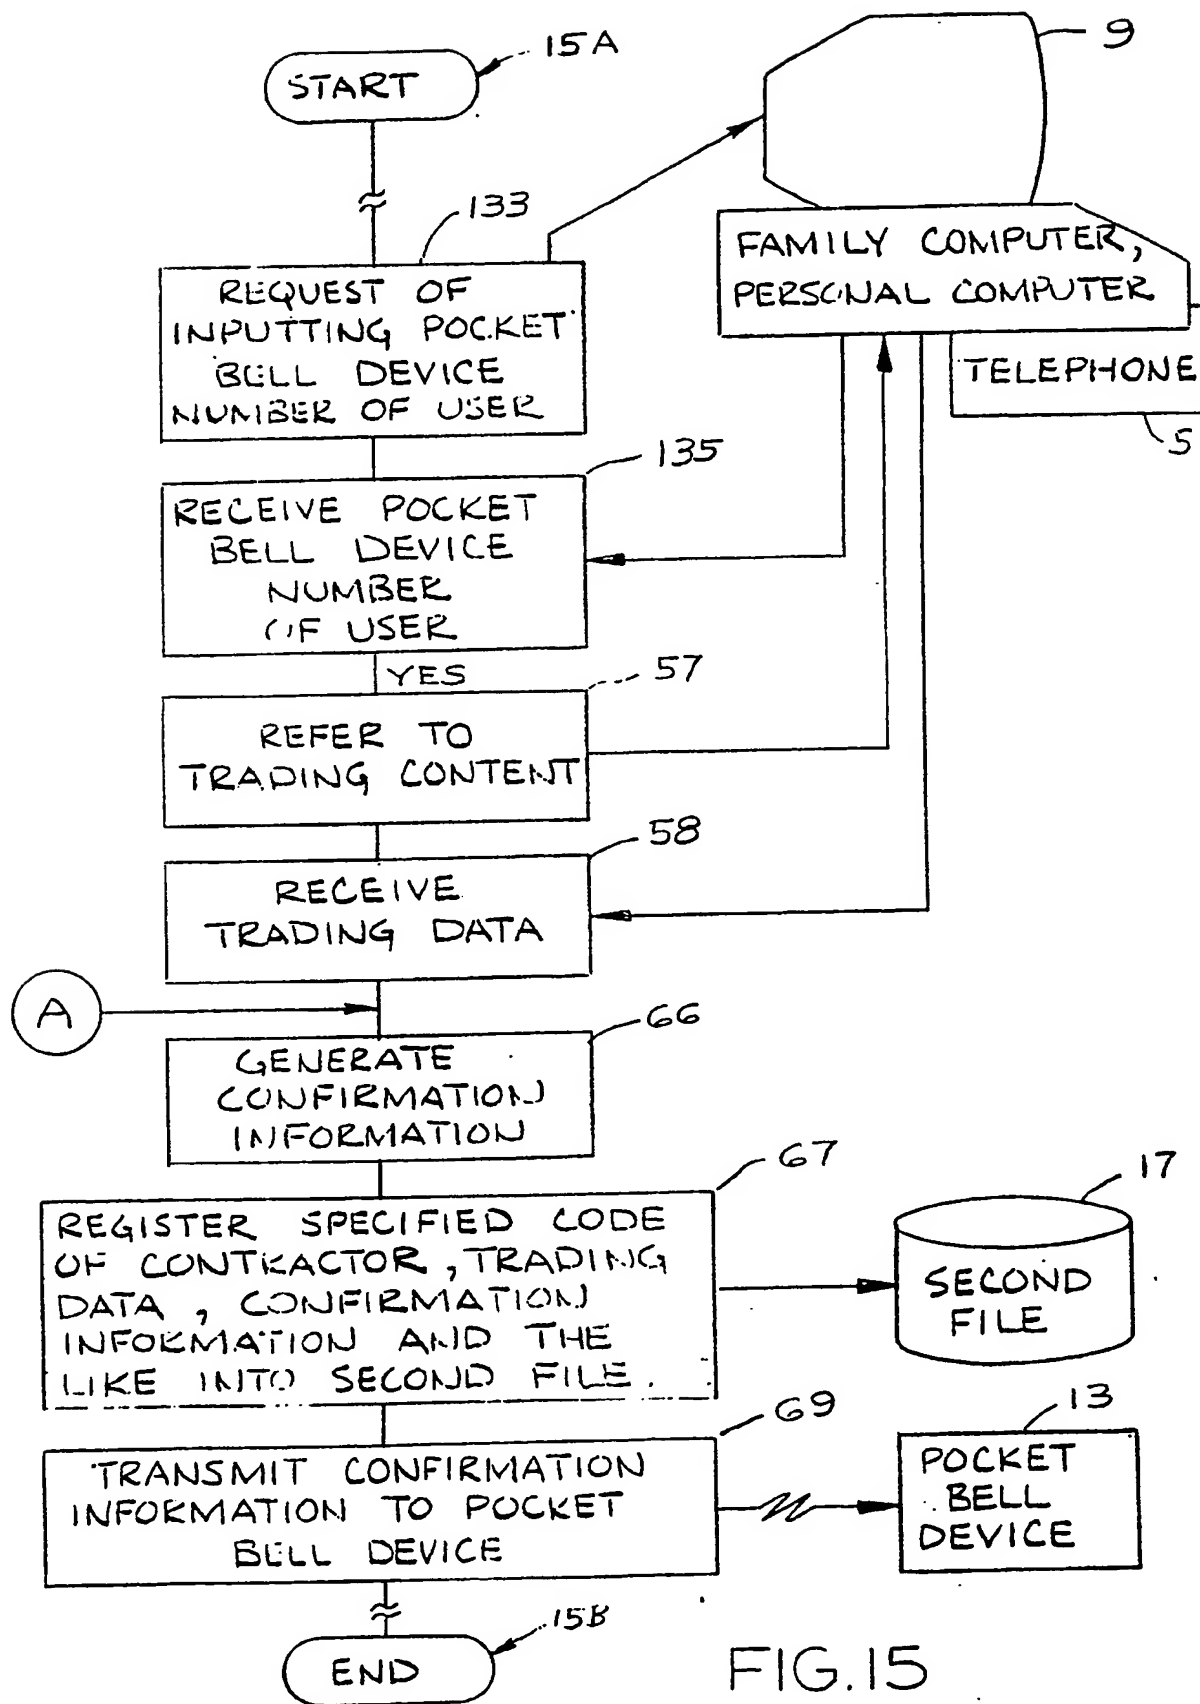 15A
START
9
133
REQUEST OF
INPUTTING POCKET
BELL DEVICE
NUMBER OF USER
FAMILY COMPUTER,
PERSONAL COMPUTER
TELEPHONE
5
135
RECEIVE POCKET
BELL DEVICE
NUMBER
OF USER
YES
57
REFER TO
TRADING CONTENT
58
RECEIVE
TRADING DATA
A
66
GENERATE
CONFIRMATION
INFORMATION
67
REGISTER SPECIFIED CODE
OF CONTRACTOR, TRADING
DATA, CONFIRMATION
INFORMATION AND THE
LIKE INTO SECOND FILE.
17
SECOND
FILE
69
TRANSMIT CONFIRMATION
INFORMATION TO POCKET
BELL DEVICE
13
POCKET
BELL
DEVICE
15B
END
FIG.15